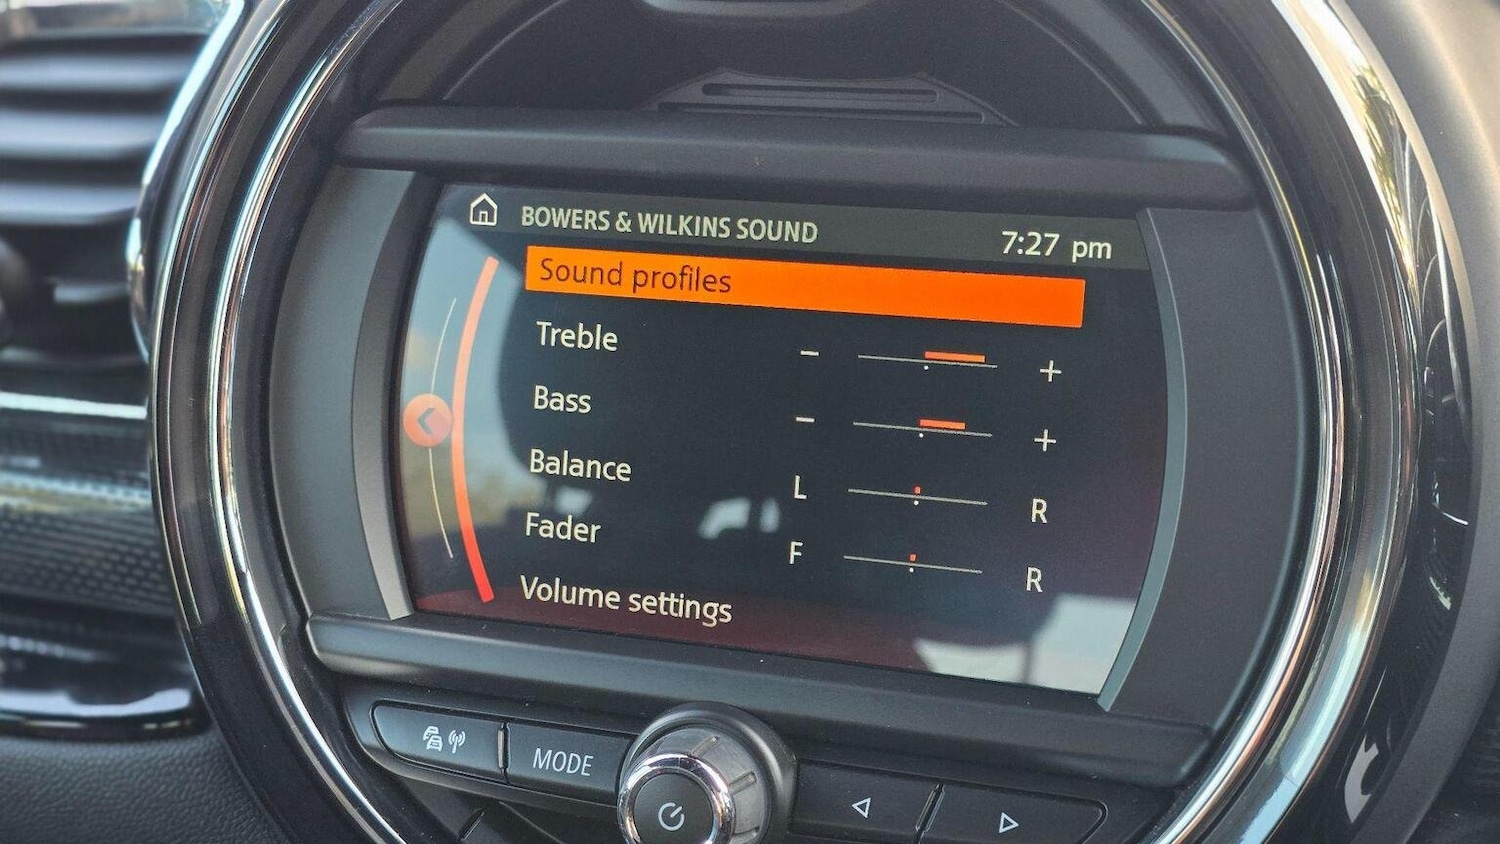 BOWERS & WILKINS SOUND 7:27 pm
Sound profiles
Treble - +
Bass - +
Balance L R
Fader F R
Volume settings
MODE